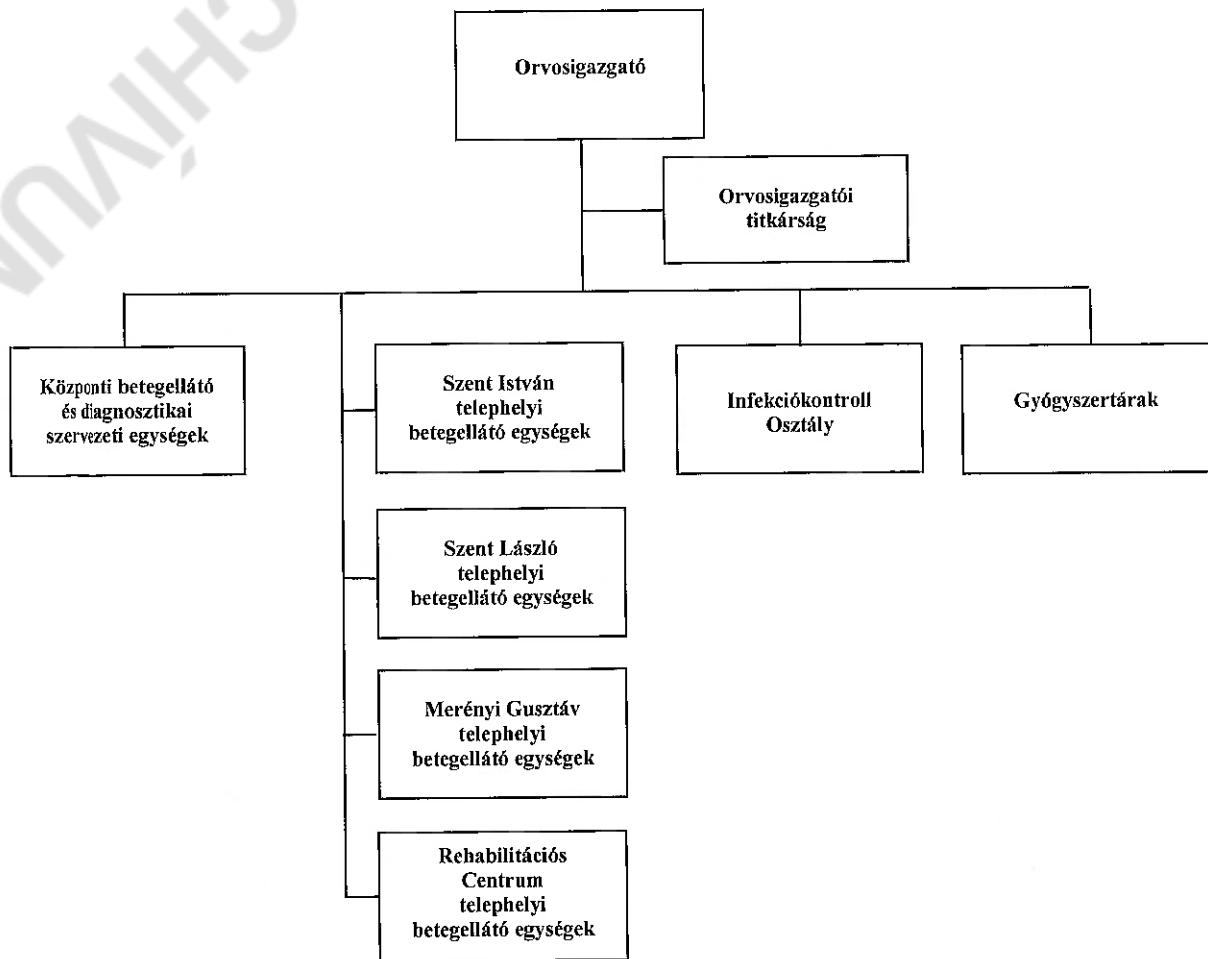 Orvosigazgató
Orvosigazgatói
titkárság
Központi betegellátó
és diagnosztikai
szervezeti egységek
Szent István
telephelyi
betegellátó egységek
Infekciókontroll
Osztály
Gyógyszertárak
Szent László
telephelyi
betegellátó egységek
Merényi Gusztáv
telephelyi
betegellátó egységek
Rehabilitációs
Centrum
telephelyi
betegellátó egységek